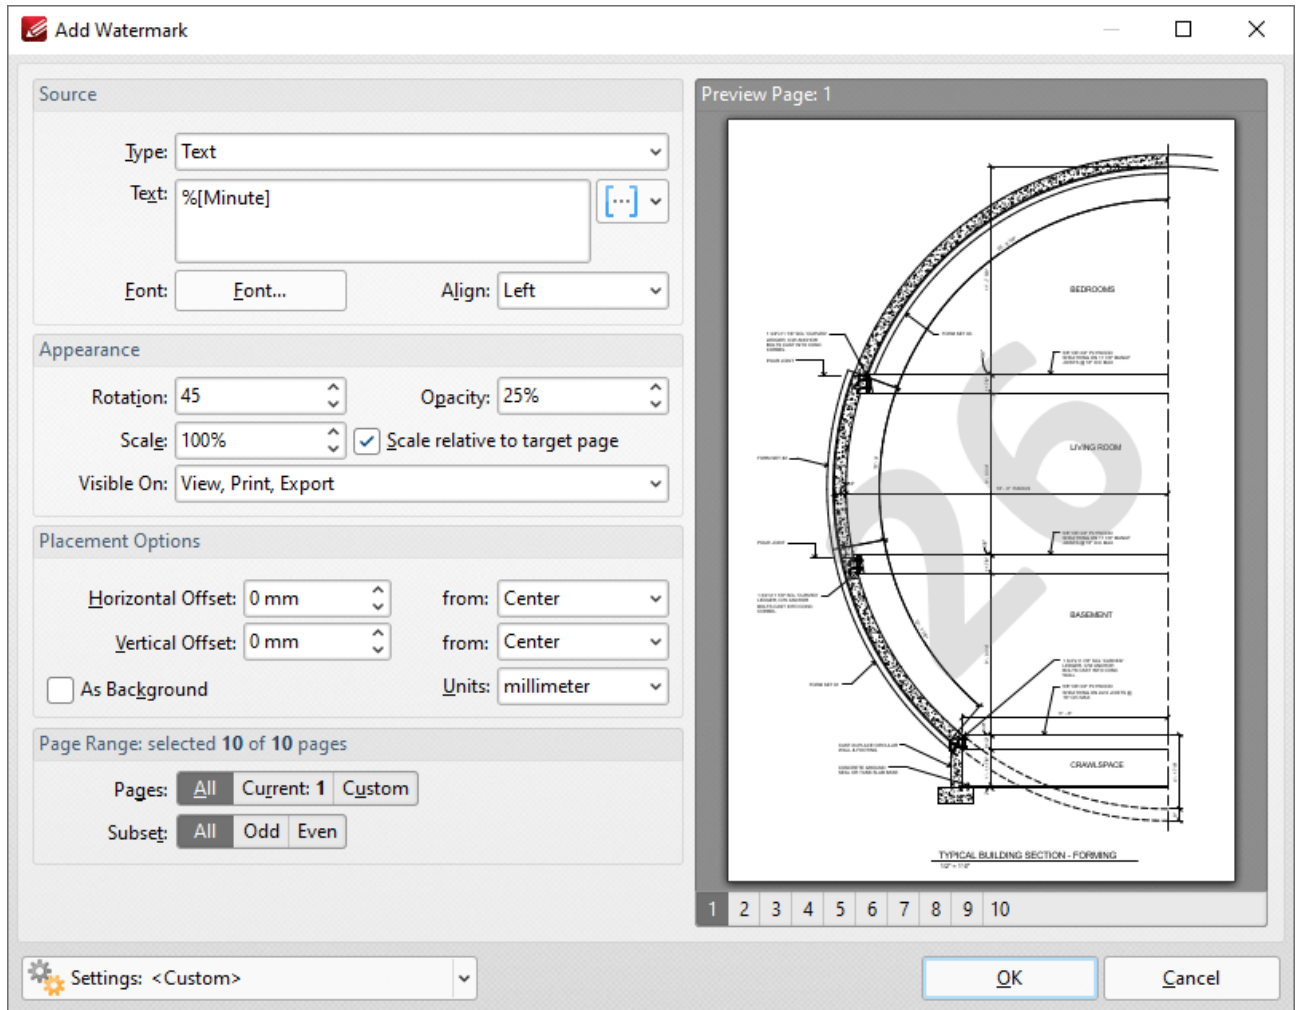 Add Watermark
Source
Type: Text
Text: %[Minute]
Font: Font... Align: Left
Appearance
Rotation: 45 Opacity: 25%
Scale: 100% Scale relative to target page
Visible On: View, Print, Export
Placement Options
Horizontal Offset: 0 mm from: Center
Vertical Offset: 0 mm from: Center
As Background Units: millimeter
Page Range: selected 10 of 10 pages
Pages: All Current: 1 Custom
Subset: All Odd Even
Preview Page: 1
BEDROOMS
LIVING ROOM
26
BASEMENT
CRAWLSPACE
TYPICAL BUILDING SECTION - FORMING
1 2 3 4 5 6 7 8 9 10
Settings: <Custom>
OK Cancel